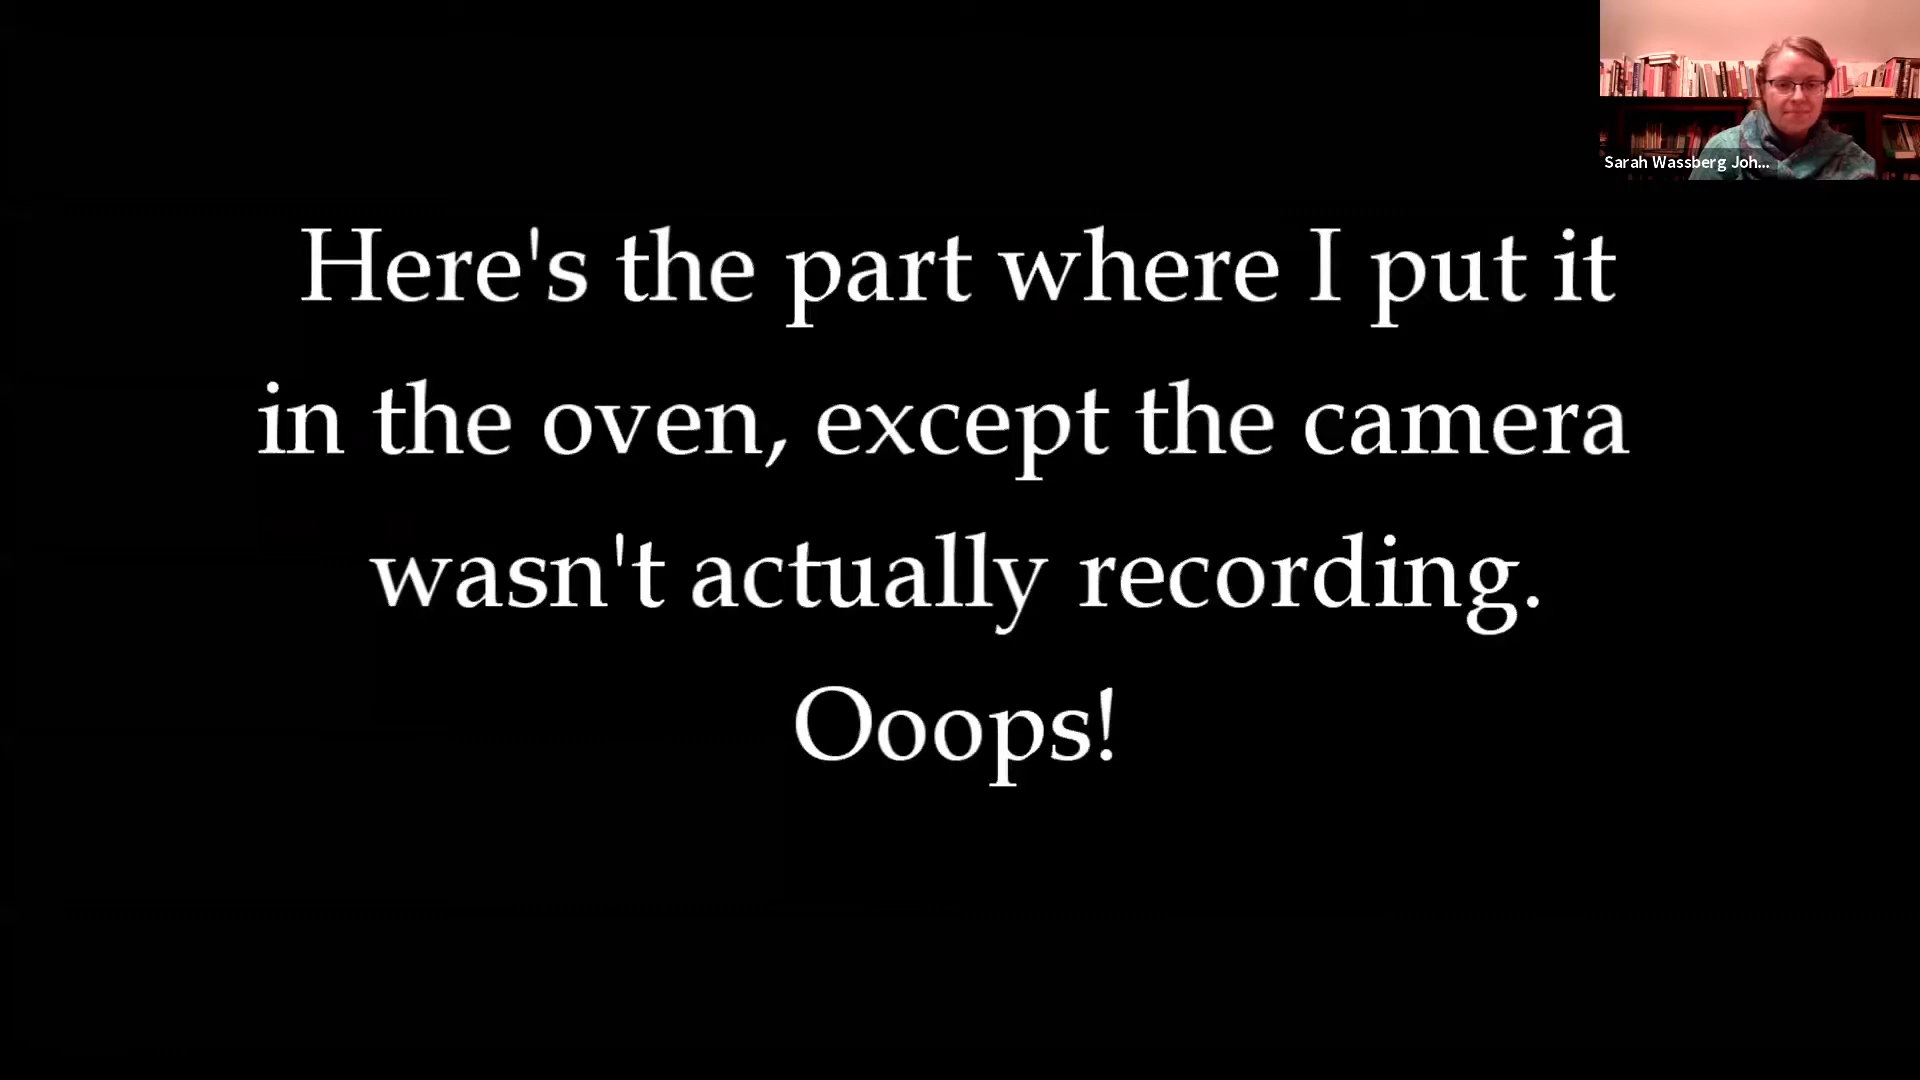 Sarah Wassberg Joh...
Here's the part where I put it
in the oven, except the camera
wasn't actually recording.
Ooops!